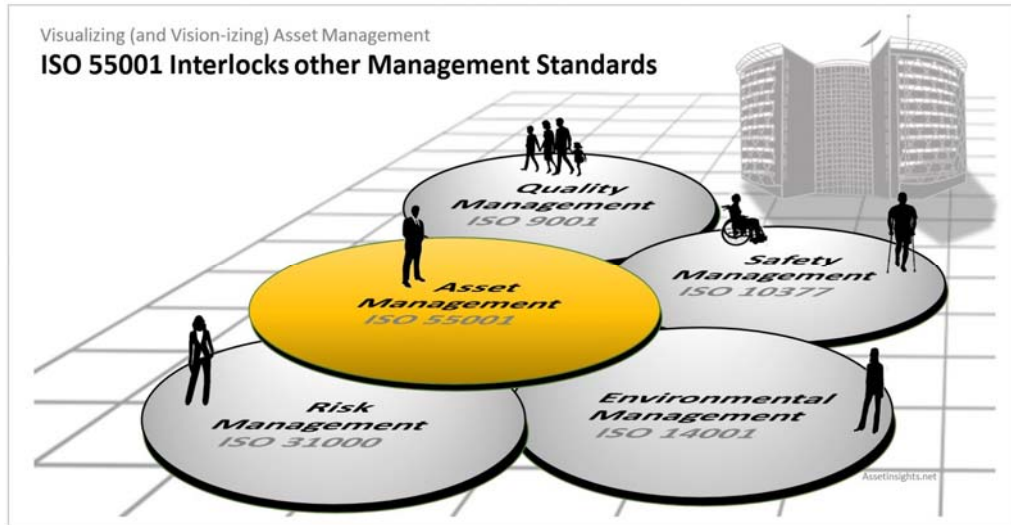 Visualizing (and Vision-izing) Asset Management
ISO 55001 Interlocks other Management Standards
Quality
Management
ISO 9001
Safety
Management
ISO 10377
Asset
Management
ISO 55001
Risk
Management
ISO 31000
Environmental
Management
ISO 14001
Assetinsights.net